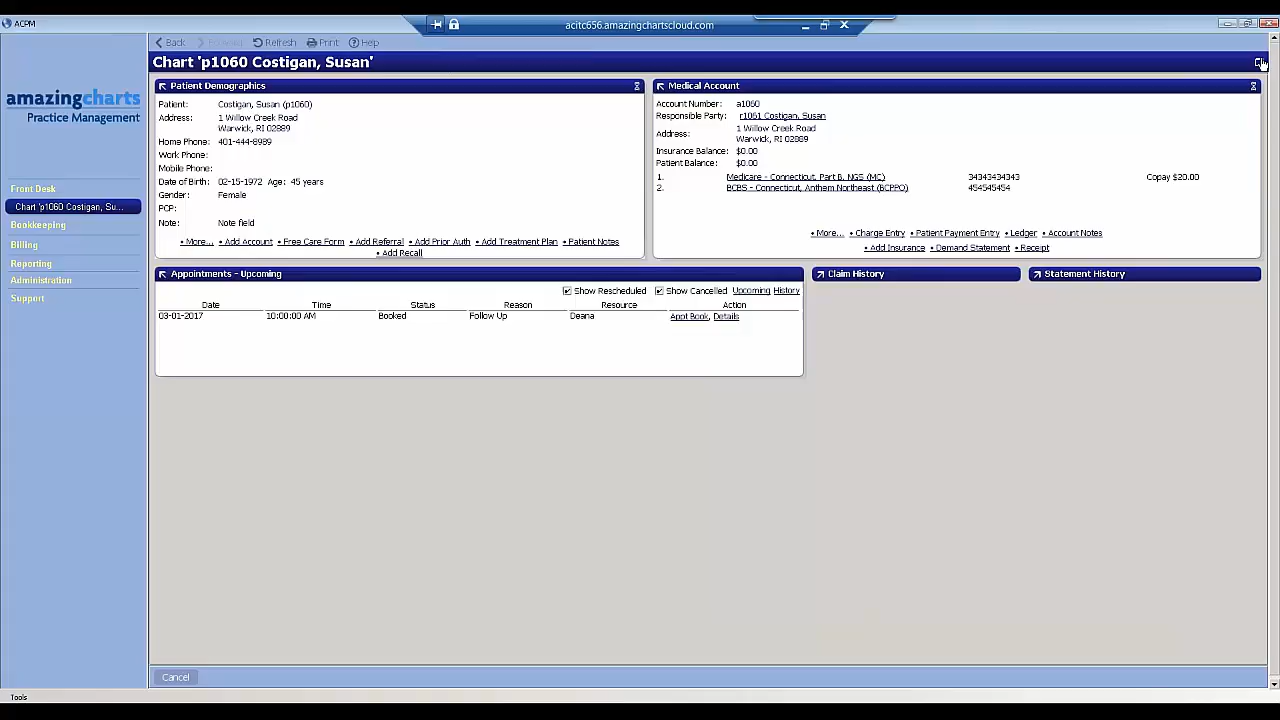 ACPM
acitc656.amazingchartscloud.com
Back Refresh Print Help
Chart 'p1060 Costigan, Susan'
amazingcharts
Practice Management
Front Desk
Chart 'p1060 Costigan, Su...
Bookkeeping
Billing
Reporting
Administration
Support
Patient Demographics
Patient: Costigan, Susan (p1060)
Address: 1 Willow Creek Road
Warwick, RI 02889
Home Phone: 401-444-8989
Work Phone:
Mobile Phone:
Date of Birth: 02-15-1972 Age: 45 years
Gender: Female
PCP:
Note: Note field
• More... • Add Account • Free Care Form • Add Referral • Add Prior Auth • Add Treatment Plan • Patient Notes
• Add Recall
Medical Account
Account Number: a1060
Responsible Party: r1061 Costigan, Susan
Address: 1 Willow Creek Road
Warwick, RI 02889
Insurance Balance: $0.00
Patient Balance: $0.00
1. Medicare - Connecticut, Part B, NGS (MC) 34343434343 Copay $20.00
2. BCBS - Connecticut, Anthem Northeast (BCPPO) 454545454
• More... • Charge Entry • Patient Payment Entry • Ledger • Account Notes
• Add Insurance • Demand Statement • Receipt
Appointments - Upcoming
Show Rescheduled Show Cancelled Upcoming History
Date Time Status Reason Resource Action
03-01-2017 10:00:00 AM Booked Follow Up Deana Appt Book, Details
Claim History
Statement History
Cancel
Tools